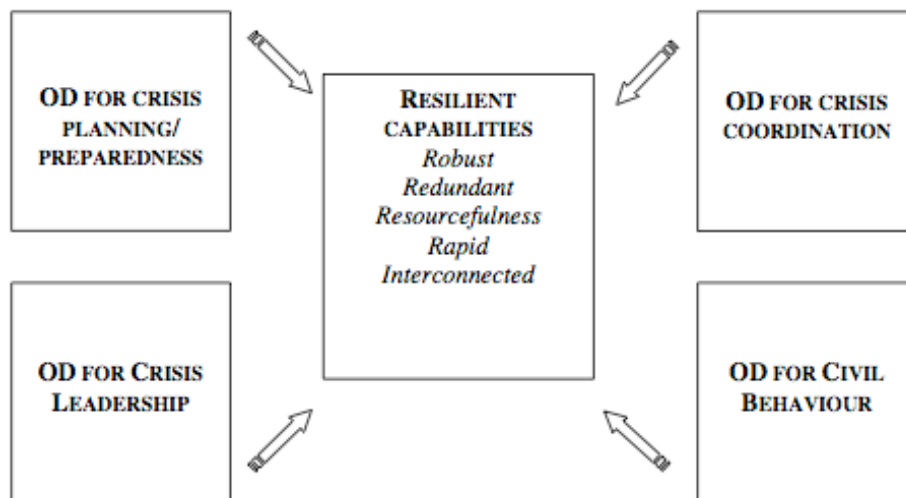 OD FOR CRISIS
PLANNING/
PREPAREDNESS
RESILIENT
CAPABILITIES
Robust
Redundant
Resourcefulness
Rapid
Interconnected
OD FOR CRISIS
COORDINATION
OD FOR CRISIS
LEADERSHIP
OD FOR CIVIL
BEHAVIOUR